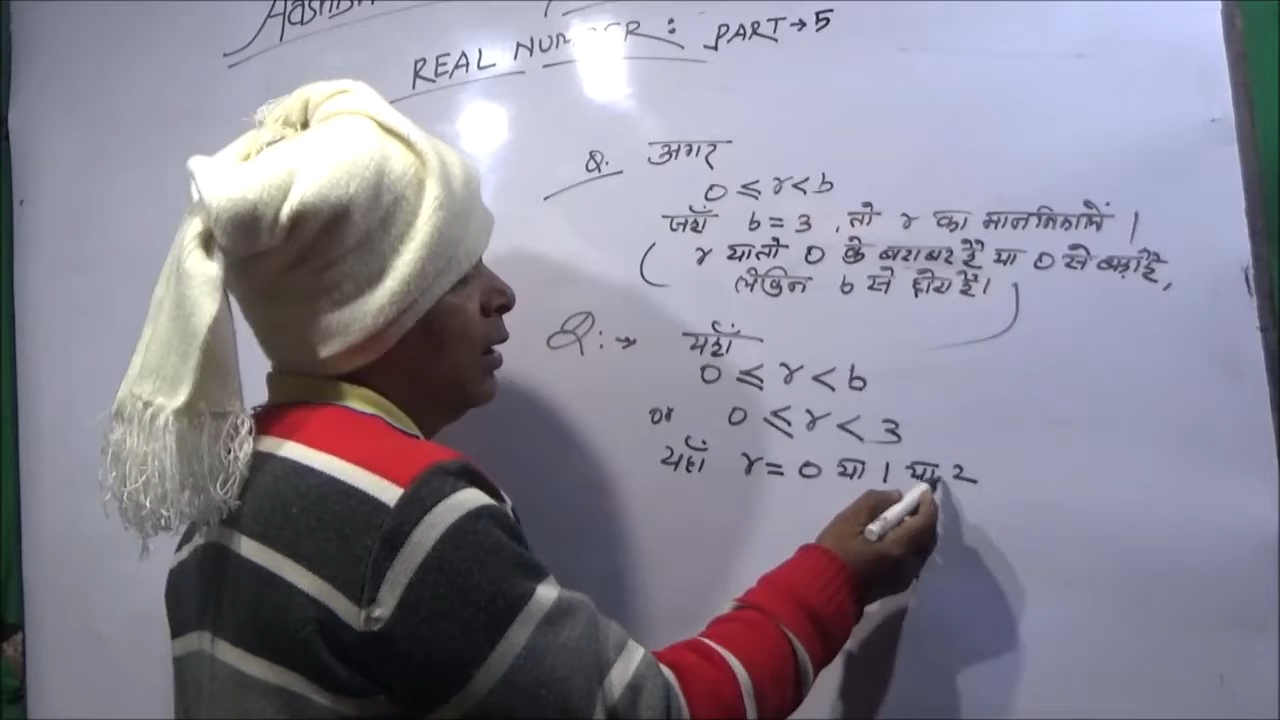 Aashish
REAL NUMBER: PART→5
Q. अगर
0 ≤ r < b
जहाँ b = 3, तो r का मान निकालें।
( r या तो 0 के बराबर है या 0 से बड़ा है,
लेकिन b से छोटा है। )
Q:→ यहाँ
0 ≤ r < b
or 0 ≤ r < 3
यहाँ r = 0 या 1 या 2